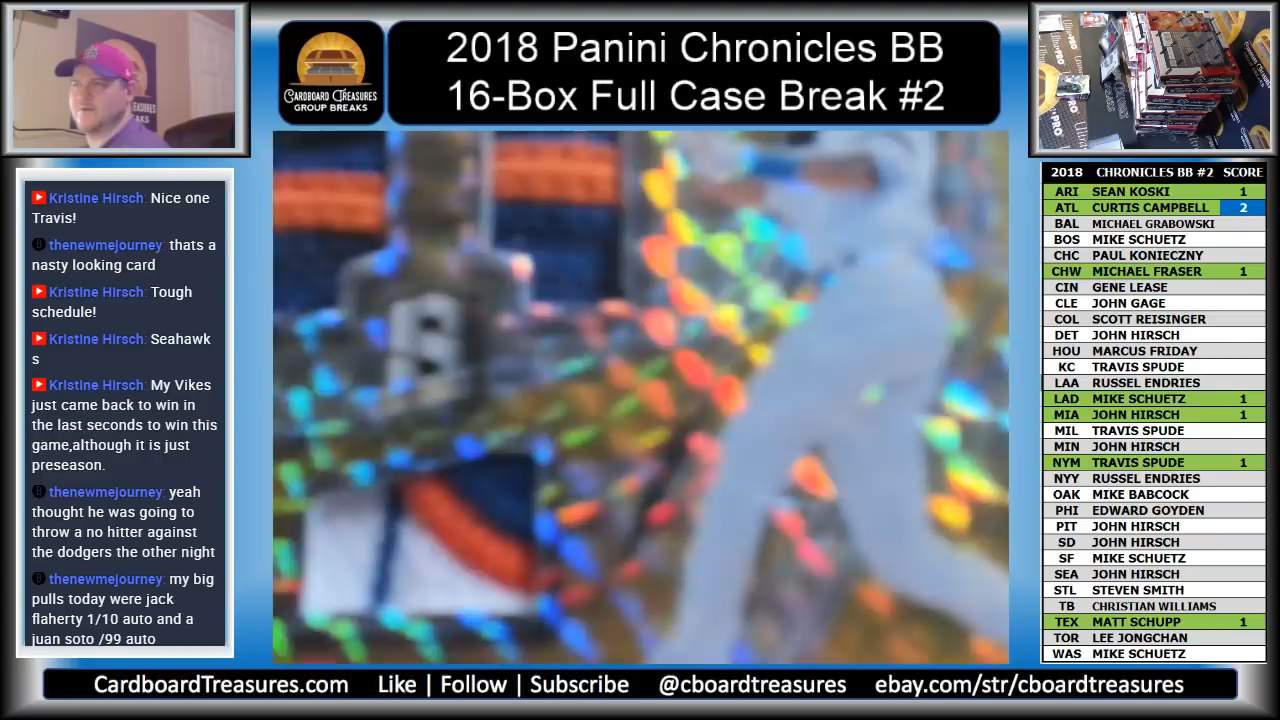 2018 Panini Chronicles BB
16-Box Full Case Break #2
CARDBOARD TREASURES
GROUP BREAKS
Kristine Hirsch: Nice one
Travis!
thenewmejourney: thats a
nasty looking card
Kristine Hirsch: Tough
schedule!
Kristine Hirsch: Seahawk
s
Kristine Hirsch: My Vikes
just came back to win in
the last seconds to win this
game,although it is just
preseason.
thenewmejourney: yeah
thought he was going to
throw a no hitter against
the dodgers the other night
thenewmejourney: my big
pulls today were jack
flaherty 1/10 auto and a
juan soto /99 auto
2018 CHRONICLES BB #2 SCORE
ARI SEAN KOSKI 1
ATL CURTIS CAMPBELL 2
BAL MICHAEL GRABOWSKI
BOS MIKE SCHUETZ
CHC PAUL KONIECZNY
CHW MICHAEL FRASER 1
CIN GENE LEASE
CLE JOHN GAGE
COL SCOTT REISINGER
DET JOHN HIRSCH
HOU MARCUS FRIDAY
KC TRAVIS SPUDE
LAA RUSSEL ENDRIES
LAD MIKE SCHUETZ 1
MIA JOHN HIRSCH 1
MIL TRAVIS SPUDE
MIN JOHN HIRSCH
NYM TRAVIS SPUDE 1
NYY RUSSEL ENDRIES
OAK MIKE BABCOCK
PHI EDWARD GOYDEN
PIT JOHN HIRSCH
SD JOHN HIRSCH
SF MIKE SCHUETZ
SEA JOHN HIRSCH
STL STEVEN SMITH
TB CHRISTIAN WILLIAMS
TEX MATT SCHUPP 1
TOR LEE JONGCHAN
WAS MIKE SCHUETZ
CardboardTreasures.com Like | Follow | Subscribe @cboardtreasures ebay.com/str/cboardtreasures